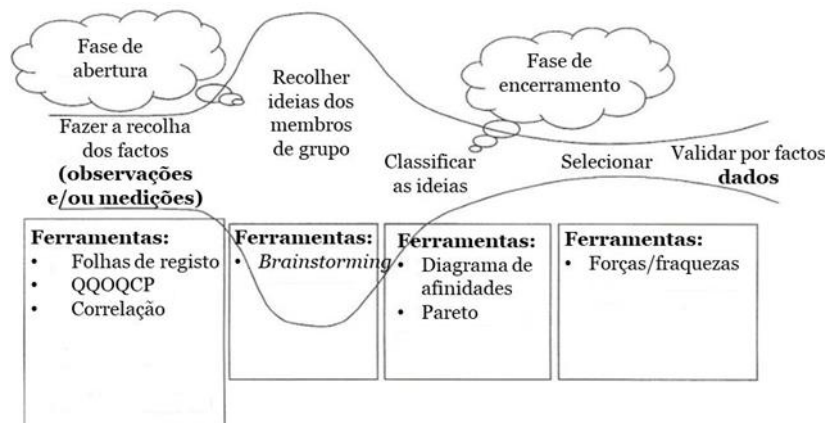 Fase de
abertura
Recolher
ideias dos
membros
de grupo
Fase de
encerramento
Fazer a recolha
dos factos
(observações
e/ou medições)
Classificar
as ideias
Selecionar
Validar por factos
dados
Ferramentas:
• Folhas de registo
• QQOQCP
• Correlação
Ferramentas:
• Brainstorming
Ferramentas:
• Diagrama de
afinidades
• Pareto
Ferramentas:
• Forças/fraquezas